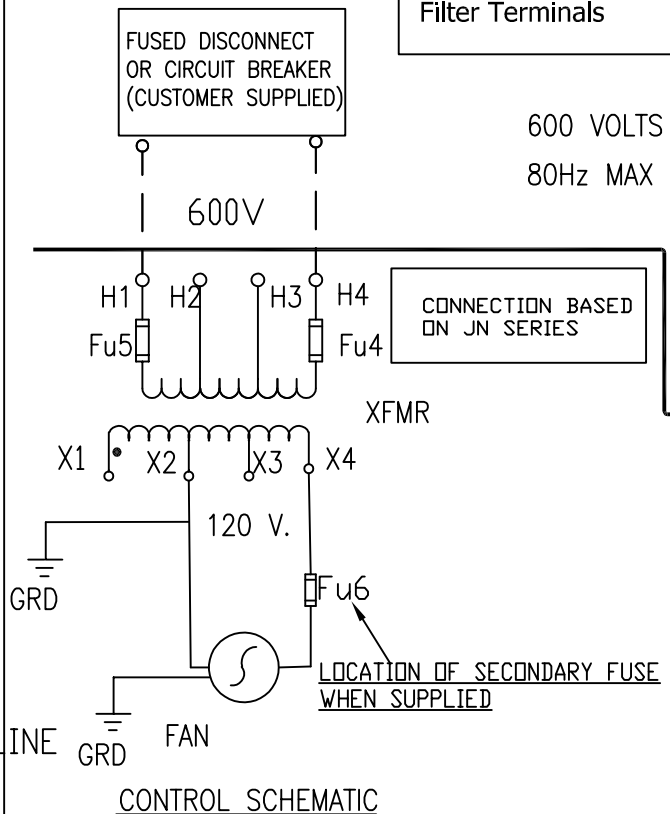 Filter Terminals
FUSED DISCONNECT
OR CIRCUIT BREAKER
(CUSTOMER SUPPLIED)
600 VOLTS
80Hz MAX
600V
H1 H2 H3 H4
CONNECTION BASED
ON JN SERIES
Fu5 Fu4
XFMR
X1 X2 X3 X4
120 V.
GRD
Fu6
LOCATION OF SECONDARY FUSE
WHEN SUPPLIED
INE
GRD
FAN
CONTROL SCHEMATIC